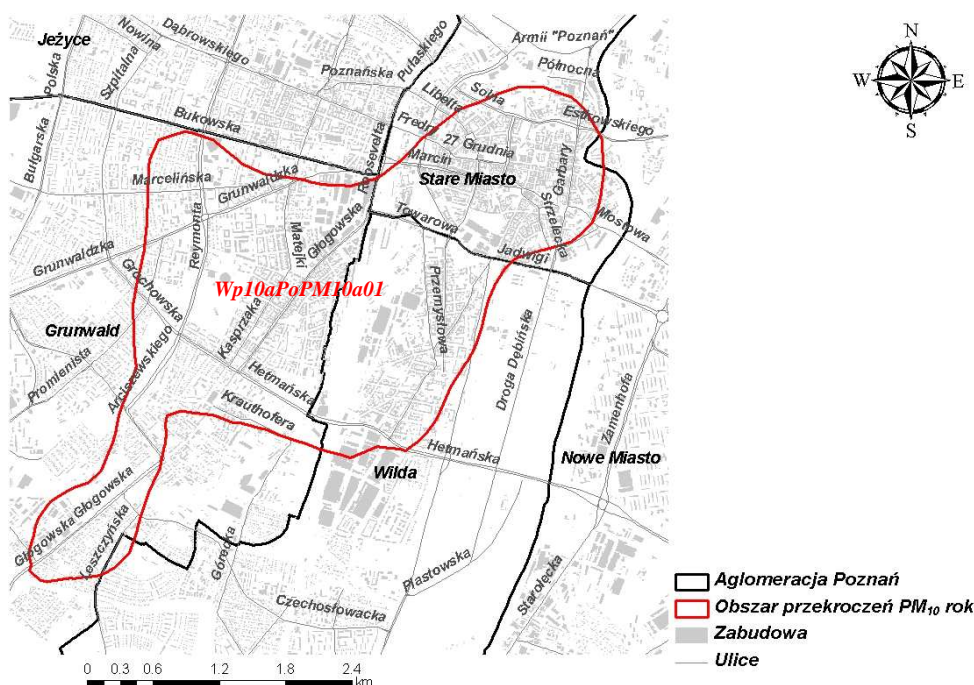 Jeżyce
Nowina
Dąbrowskiego
Polska
Szpitalna
Poznańska
Pułaskiego
Armii "Poznań"
Północna
Solna
Libelta
Estkowskiego
Bukowska
Fredry
27 Grudnia
Marcin
Bułgarska
Marcelińska
Grunwaldzka
Roosevelta
Stare Miasto
Garbary
Strzelecka
Mostowa
Towarowa
Jadwigi
Reymonta
Matejki
Głogowska
Grunwaldzka
Grochowska
Wp10aPoPM10a01
Przemysłowa
Grunwald
Kasprzaka
Promienista
Arciszewskiego
Hetmańska
Droga Dębińska
Zamenhofa
Krauthofera
Hetmańska
Wilda
Nowe Miasto
Głogowska
Głogowska
Leszczyńska
Górecka
Piastowska
Starołęcka
Czechosłowacka
N
W
E
S
Aglomeracja Poznań
Obszar przekroczeń PM₁₀ rok
Zabudowa
Ulice
0 0.3 0.6 1.2 1.8 2.4
km